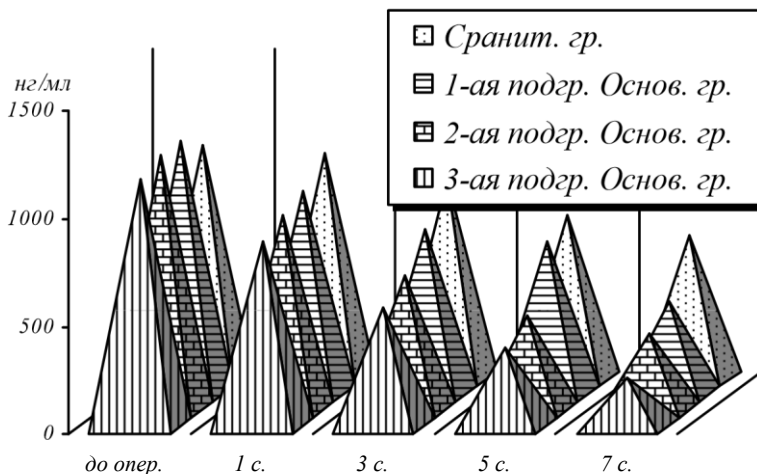 Сранит. гр.
1-ая подгр. Основ. гр.
2-ая подгр. Основ. гр.
3-ая подгр. Основ. гр.
нг/мл
1500
1000
500
0
до опер.
1 с.
3 с.
5 с.
7 с.